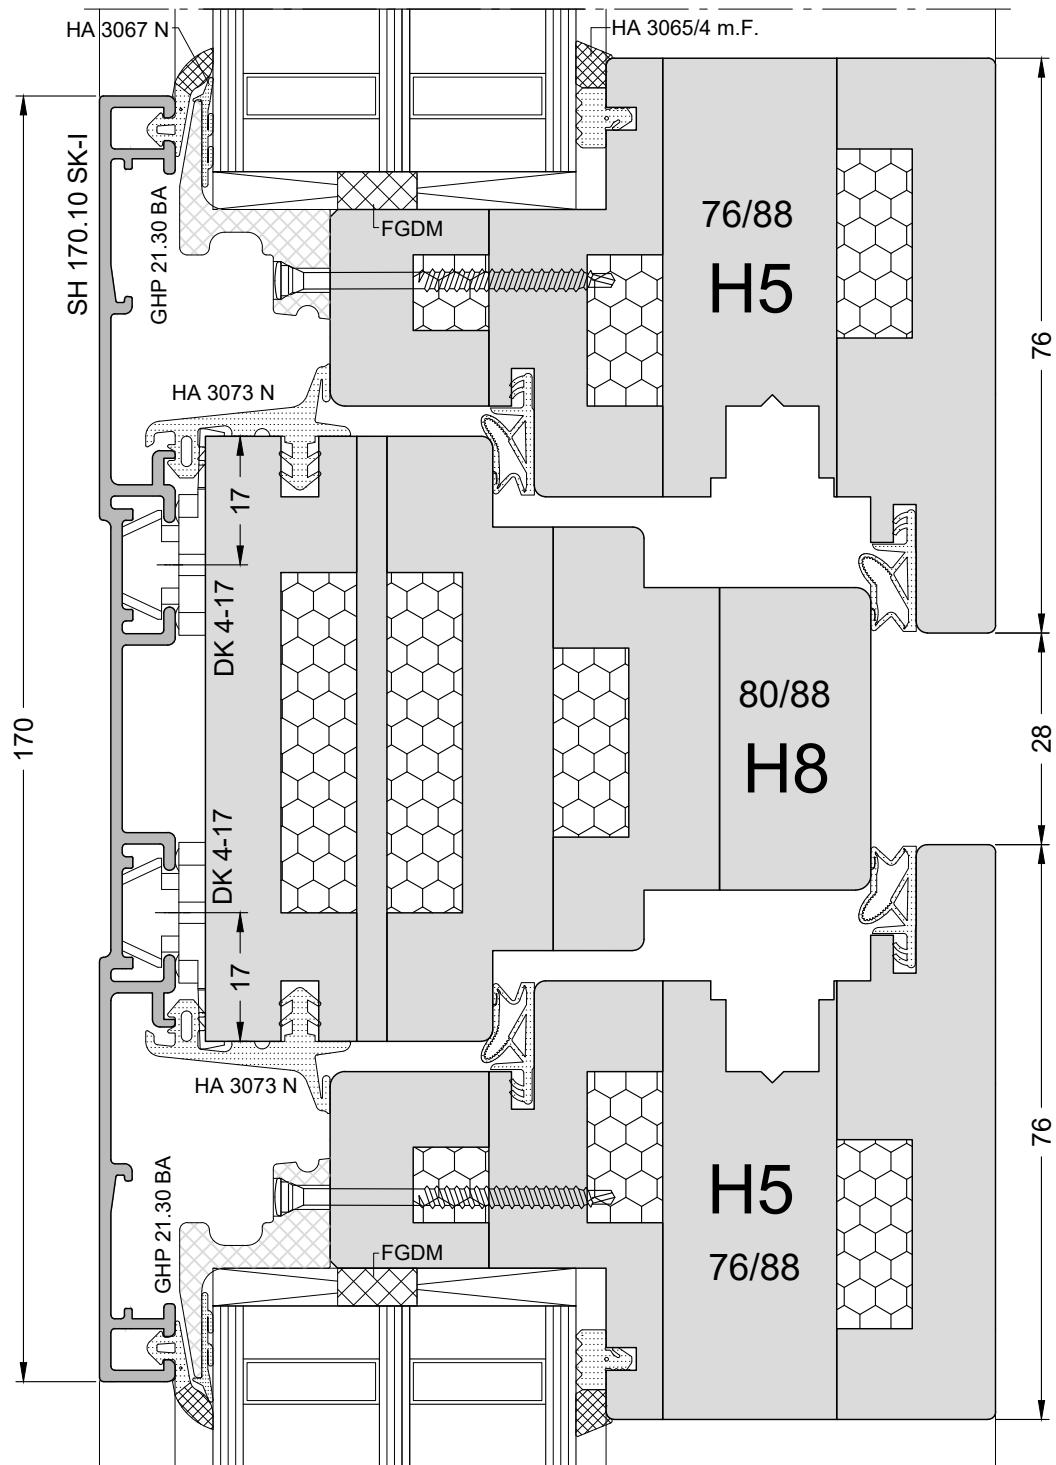 HA 3067 N
HA 3065/4 m.F.
SH 170.10 SK-I
GHP 21.30 BA
FGDM
76/88
H5
76
HA 3073 N
17
DK 4-17
170
80/88
H8
28
DK 4-17
17
HA 3073 N
GHP 21.30 BA
H5
76/88
76
FGDM